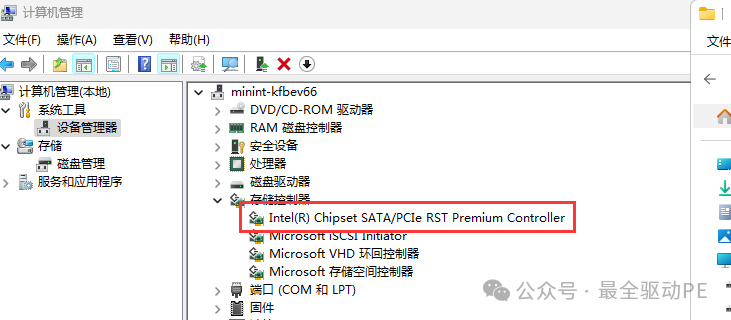 计算机管理
文件(F) 操作(A) 查看(V) 帮助(H)
计算机管理(本地)
系统工具
设备管理器
存储
磁盘管理
服务和应用程序
minint-kfbev66
DVD/CD-ROM 驱动器
RAM 磁盘控制器
安全设备
处理器
磁盘驱动器
存储控制器
Intel(R) Chipset SATA/PCIe RST Premium Controller
Microsoft iSCSI Initiator
Microsoft VHD 环回控制器
Microsoft 存储空间控制器
端口 (COM 和 LPT)
固件
驱动PE
文件
公众号 · 最全驱动PE